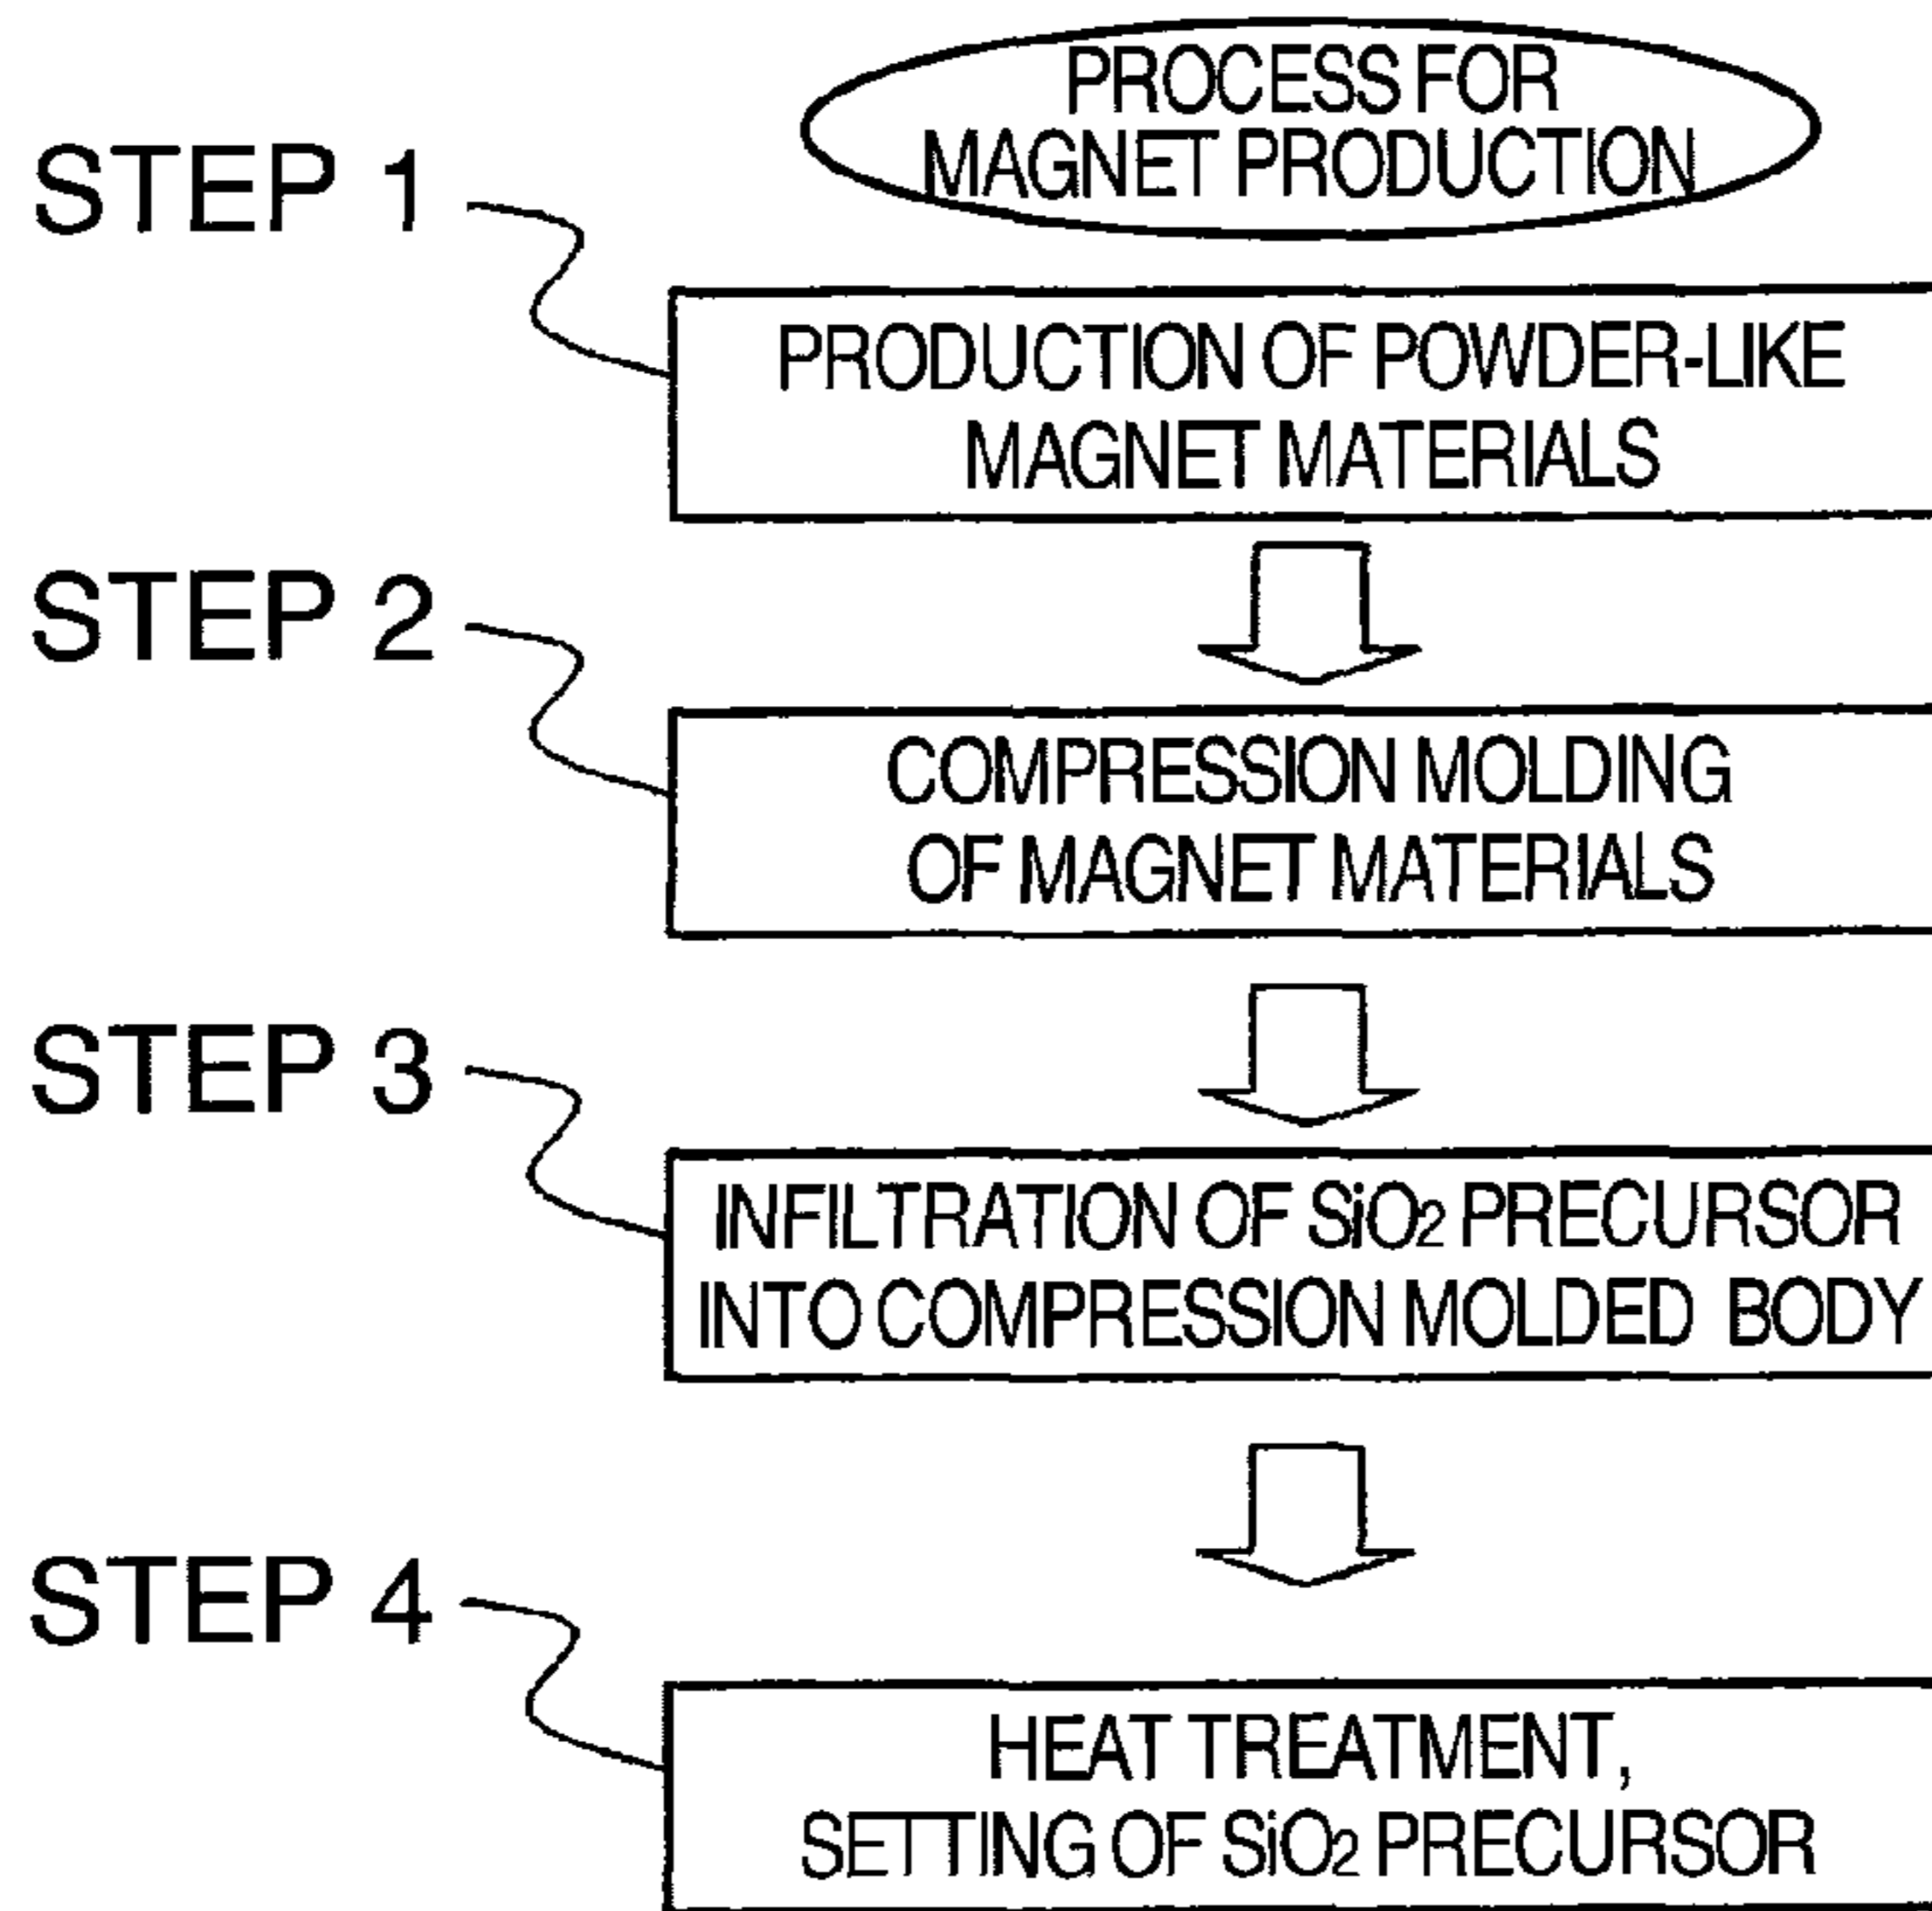 PROCESS FOR
MAGNET PRODUCTION
STEP 1
PRODUCTION OF POWDER-LIKE
MAGNET MATERIALS
STEP 2
COMPRESSION MOLDING
OF MAGNET MATERIALS
STEP 3
INFILTRATION OF SiO2 PRECURSOR
INTO COMPRESSION MOLDED BODY
STEP 4
HEAT TREATMENT,
SETTING OF SiO2 PRECURSOR